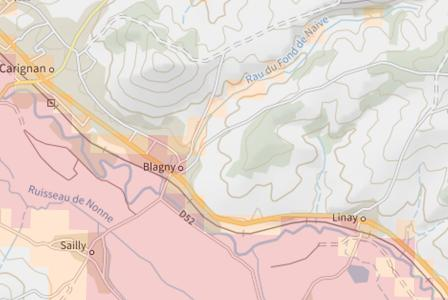 Rau du Fond de Naive
Carignan
Blagny
Ruisseau de Nonne
D52
Linay
Sailly